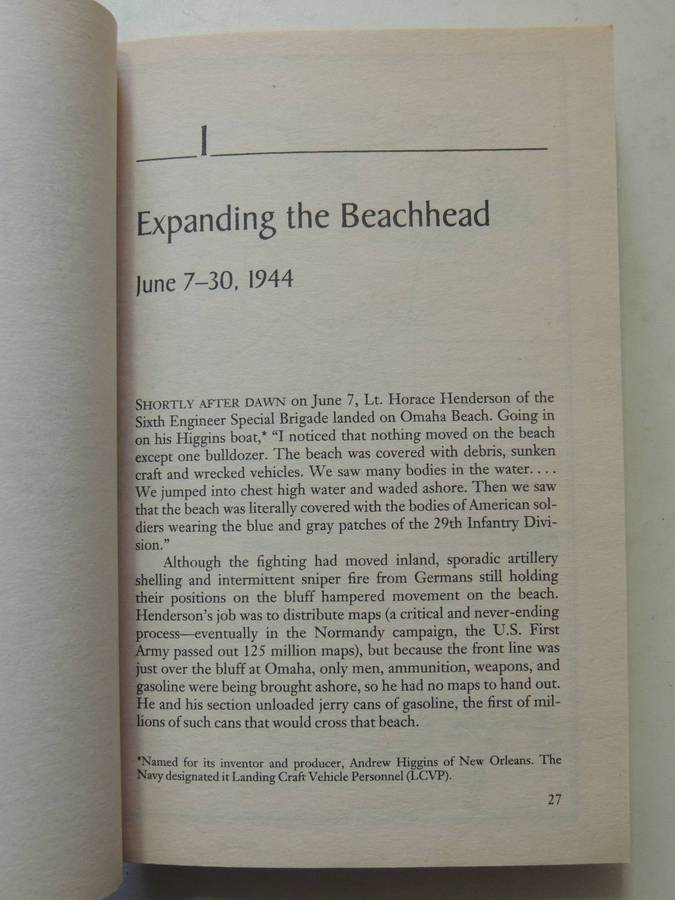 I
Expanding the Beachhead
June 7–30, 1944
SHORTLY AFTER DAWN on June 7, Lt. Horace Henderson of the
Sixth Engineer Special Brigade landed on Omaha Beach. Going in
on his Higgins boat,* “I noticed that nothing moved on the beach
except one bulldozer. The beach was covered with debris, sunken
craft and wrecked vehicles. We saw many bodies in the water. . . .
We jumped into chest high water and waded ashore. Then we saw
that the beach was literally covered with the bodies of American sol-
diers wearing the blue and gray patches of the 29th Infantry Divi-
sion.”
Although the fighting had moved inland, sporadic artillery
shelling and intermittent sniper fire from Germans still holding
their positions on the bluff hampered movement on the beach.
Henderson’s job was to distribute maps (a critical and never-ending
process—eventually in the Normandy campaign, the U.S. First
Army passed out 125 million maps), but because the front line was
just over the bluff at Omaha, only men, ammunition, weapons, and
gasoline were being brought ashore, so he had no maps to hand out.
He and his section unloaded jerry cans of gasoline, the first of mil-
lions of such cans that would cross that beach.
*Named for its inventor and producer, Andrew Higgins of New Orleans. The
Navy designated it Landing Craft Vehicle Personnel (LCVP).
27